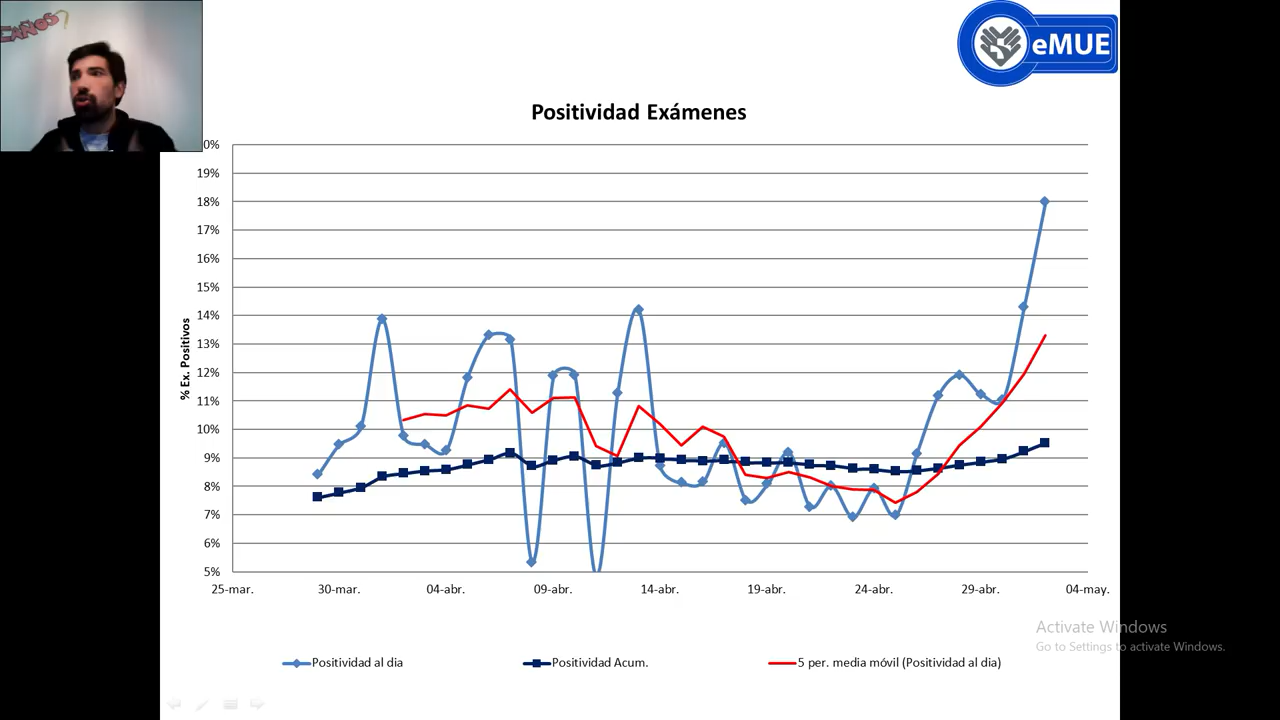 CAÑOS
eMUE
Positividad Exámenes
0%
19%
18%
17%
16%
15%
14%
13%
12%
11%
10%
9%
8%
7%
6%
5%
% Ex. Positivos
25-mar. 30-mar. 04-abr. 09-abr. 14-abr. 19-abr. 24-abr. 29-abr. 04-may.
Positividad al dia Positividad Acum. 5 per. media móvil (Positividad al dia)
Activate Windows
Go to Settings to activate Windows.